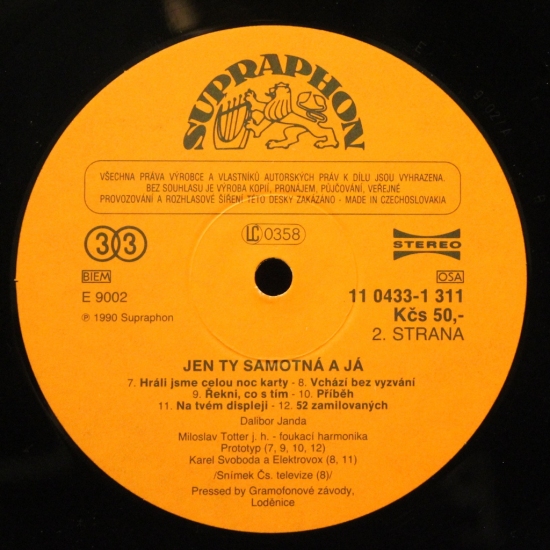 SUPRAPHON
VŠECHNA PRÁVA VÝROBCE A VLASTNÍKŮ AUTORSKÝCH PRÁV K DÍLU JSOU VYHRAZENA.
BEZ SOUHLASU JE VÝROBA KOPIÍ, PRONÁJEM, PŮJČOVÁNÍ, VEŘEJNÉ
PROVOZOVÁNÍ A ROZHLASOVÉ ŠÍŘENÍ TÉTO DESKY ZAKÁZÁNO - MADE IN CZECHOSLOVAKIA
33
LC 0358
STEREO
BIEM
OSA
E 9002
11 0433-1 311
Kčs 50,-
℗ 1990 Supraphon
2. STRANA
JEN TY SAMOTNÁ A JÁ
7. Hráli jsme celou noc karty - 8. Vchází bez vyzvání
9. Řekni, co s tím - 10. Příběh
11. Na tvém displeji - 12. 52 zamilovaných
Dalibor Janda
Miloslav Totter j. h. - foukací harmonika
Prototyp (7, 9, 10, 12)
Karel Svoboda a Elektrovox (8, 11)
/Snímek Čs. televize (8)/
Pressed by Gramofonové závody,
Loděnice